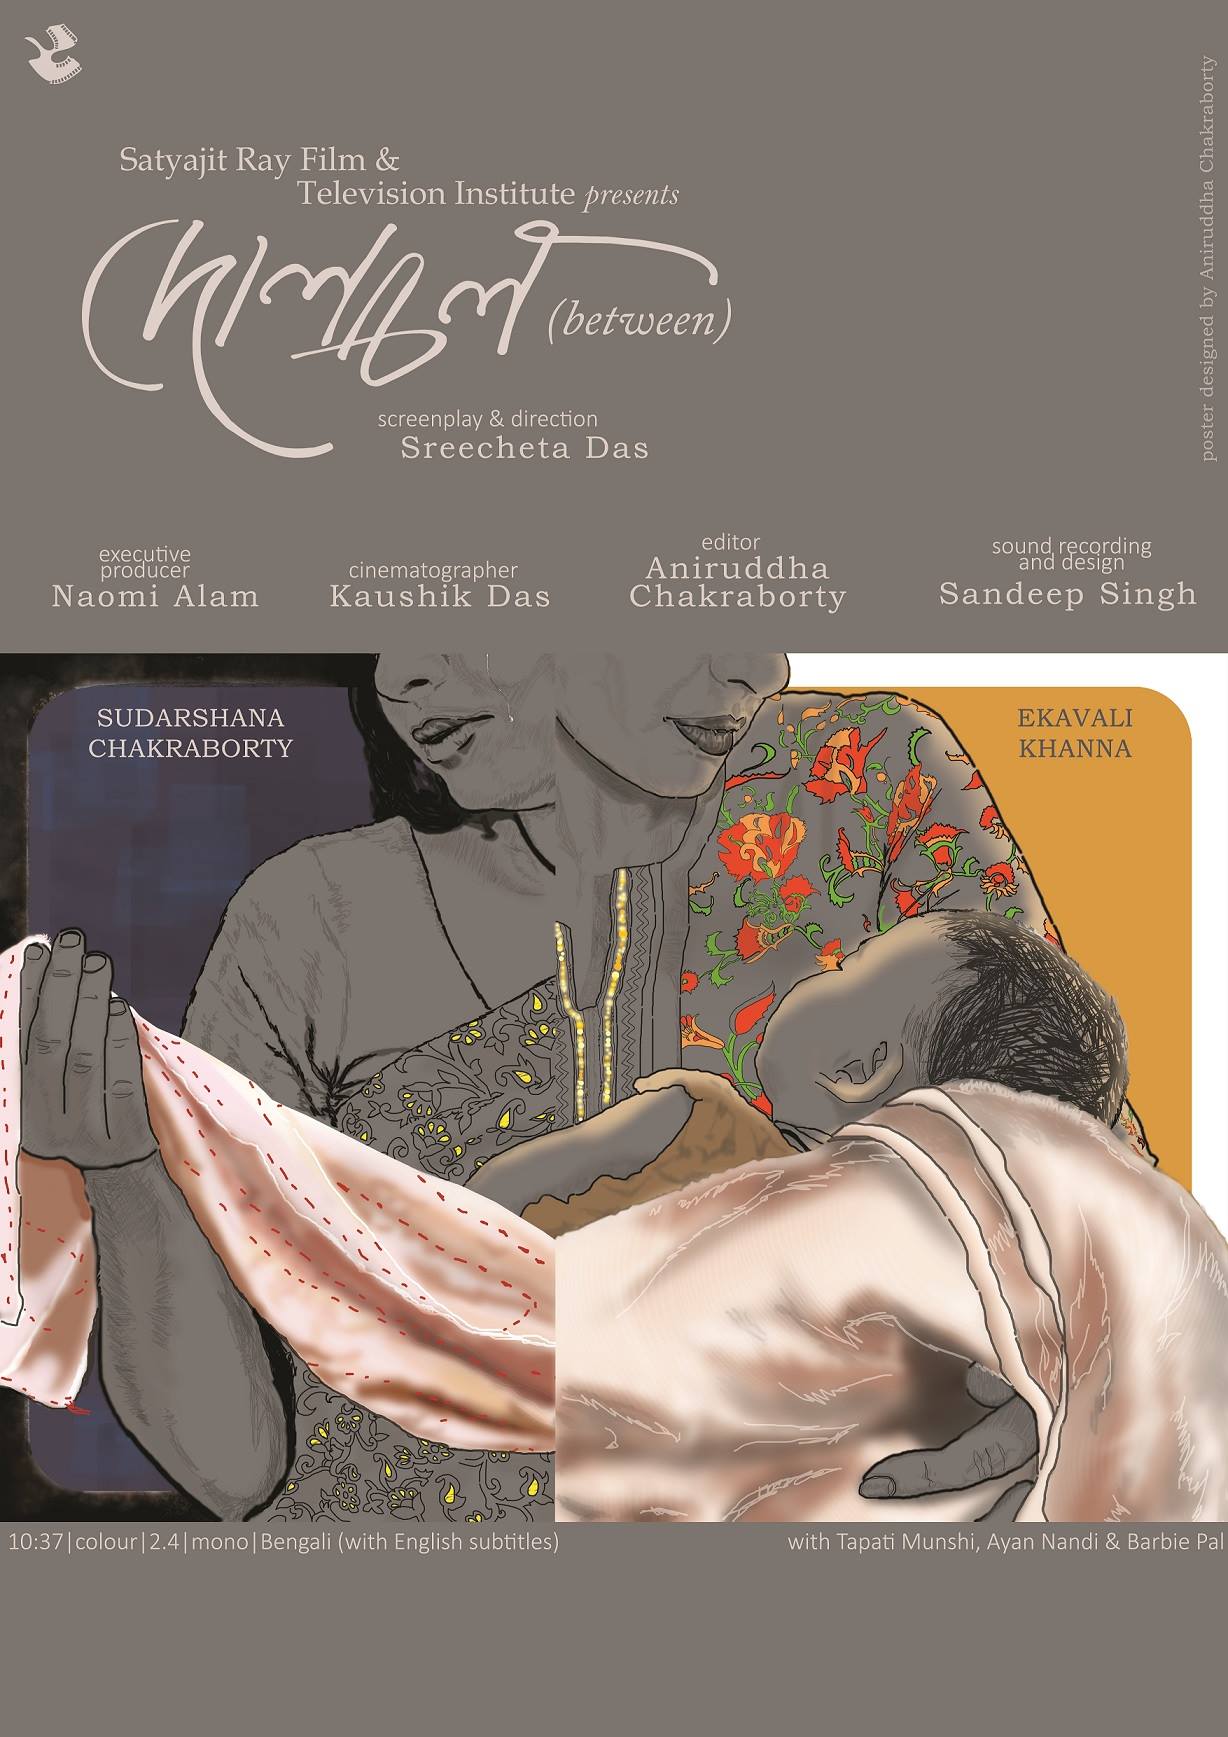 Satyajit Ray Film &
Television Institute presents
দোলাচল (between)
screenplay & direction
Sreecheta Das
poster designed by Aniruddha Chakraborty
executive
producer
Naomi Alam
cinematographer
Kaushik Das
editor
Aniruddha
Chakraborty
sound recording
and design
Sandeep Singh
SUDARSHANA
CHAKRABORTY
EKAVALI
KHANNA
10:37|colour|2.4|mono|Bengali (with English subtitles)
with Tapati Munshi, Ayan Nandi & Barbie Pal